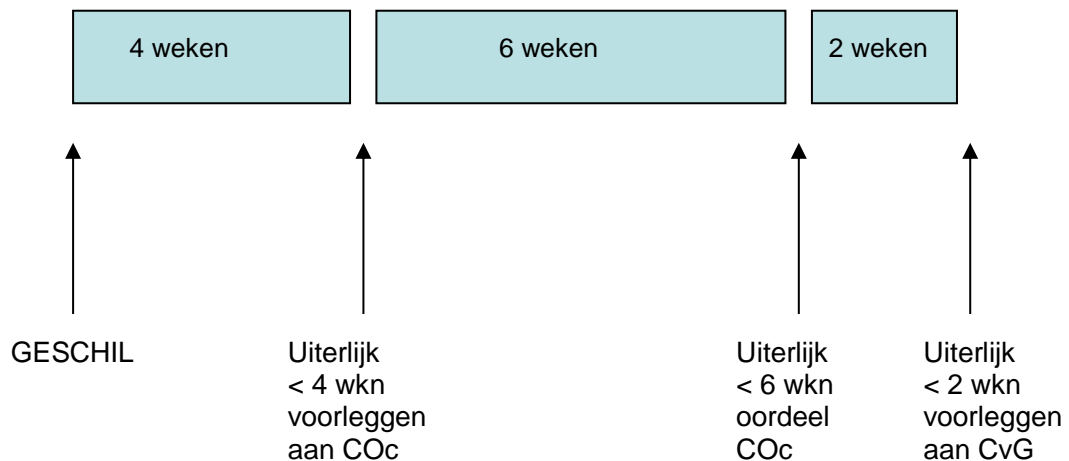 4 weken
6 weken
2 weken
GESCHIL
Uiterlijk
< 4 wkn
voorleggen
aan COc
Uiterlijk
< 6 wkn
oordeel
COc
Uiterlijk
< 2 wkn
voorleggen
aan CvG